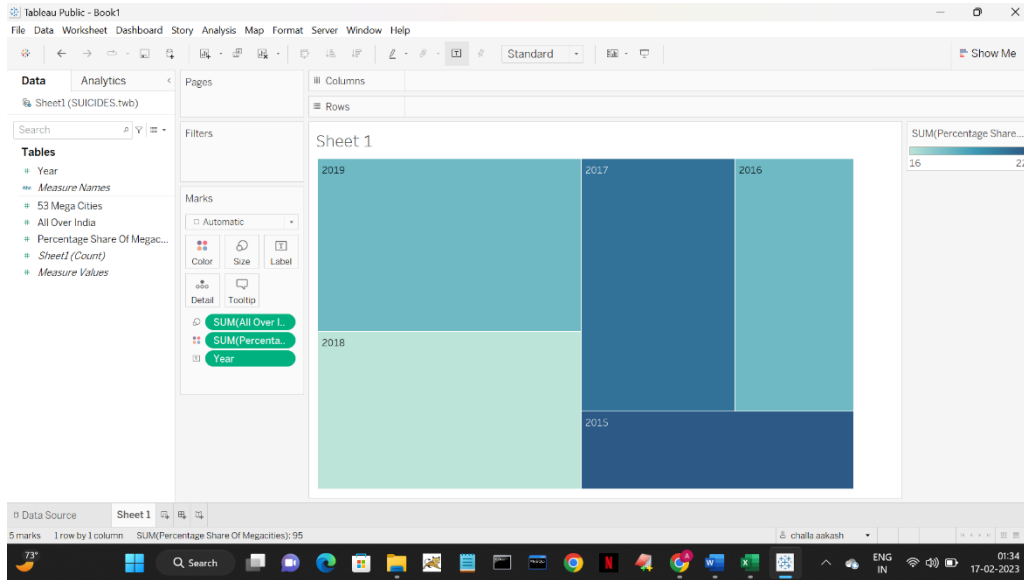 Tableau Public - Book1
File Data Worksheet Dashboard Story Analysis Map Format Server Window Help
Standard
Show Me
Data Analytics
Sheet1 (SUICIDES.twb)
Search
Tables
Year
Measure Names
53 Mega Cities
All Over India
Percentage Share Of Megac...
Sheet1 (Count)
Measure Values
Pages
Filters
Marks
Automatic
Color Size Label
Detail Tooltip
SUM(All Over I..
SUM(Percenta..
Year
Columns
Rows
Sheet 1
2019
2017
2016
2018
2015
SUM(Percentage Share...
16 22
Data Source Sheet 1
5 marks 1 row by 1 column SUM(Percentage Share Of Megacities): 95
challa aakash
73°
Search
ENG
IN
01:34
17-02-2023